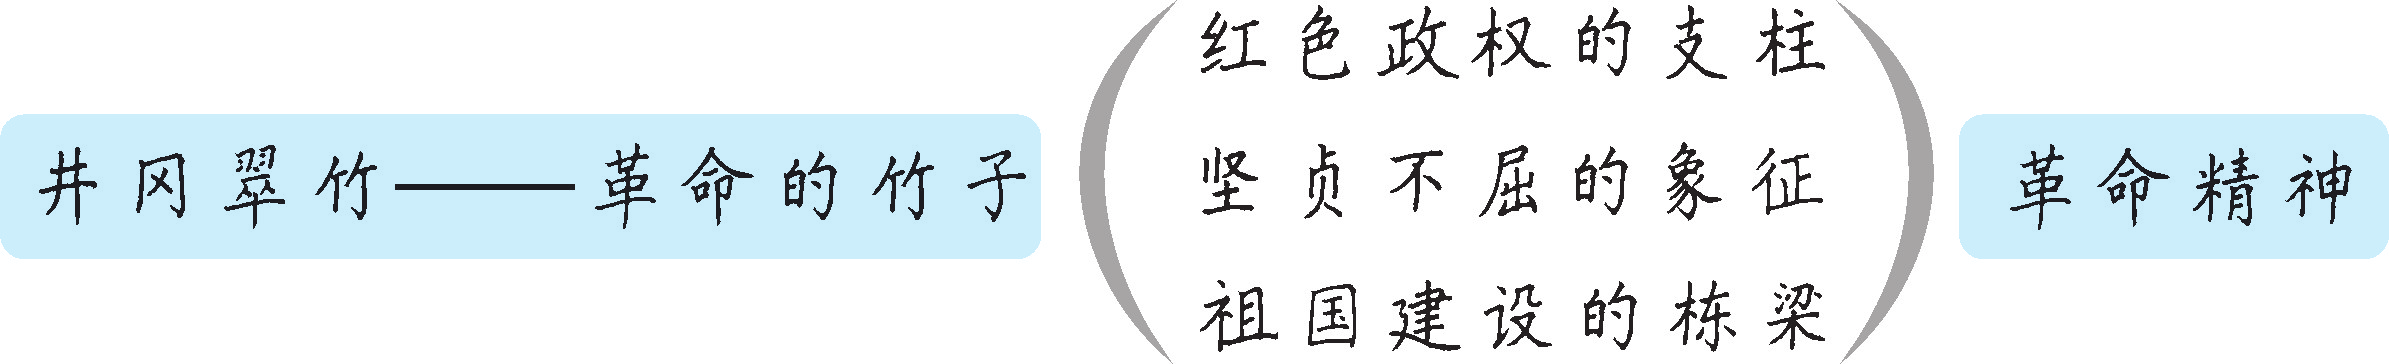 井冈翠竹——革命的竹子
红色政权的支柱
坚贞不屈的象征
祖国建设的栋梁
革命精神